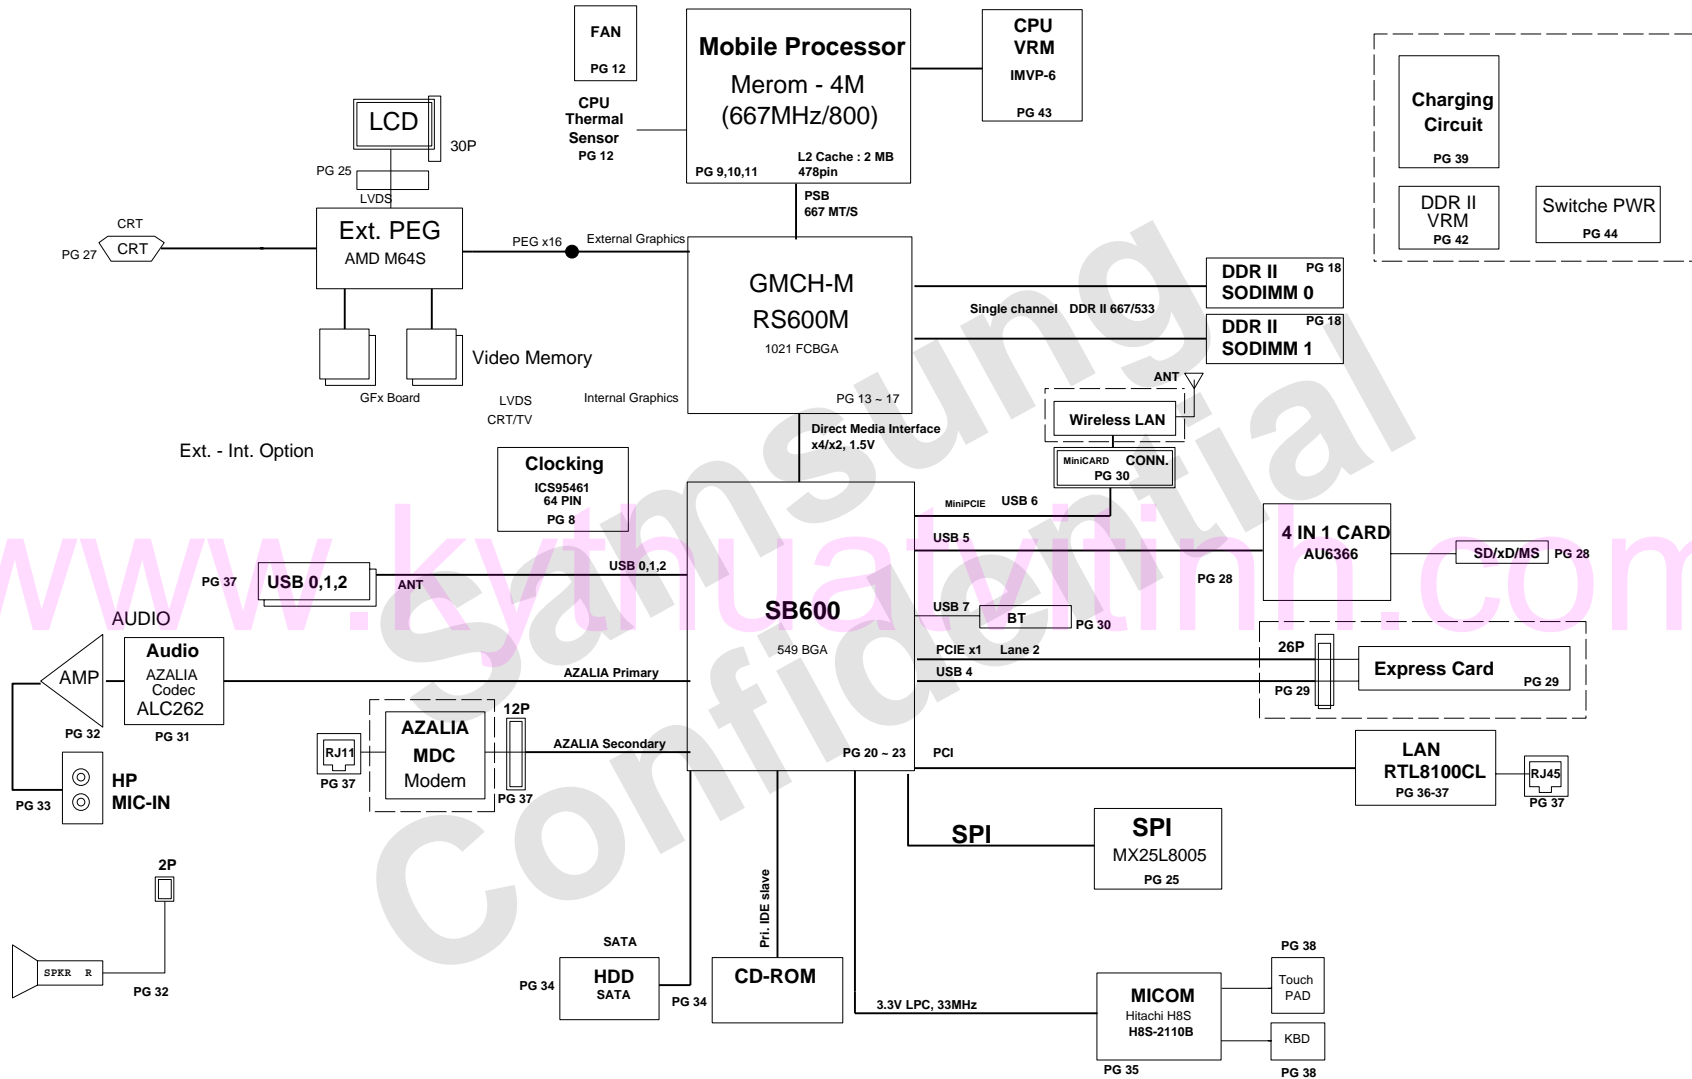 FAN
PG 12
Mobile Processor
Merom - 4M
(667MHz/800)
L2 Cache : 2 MB
PG 9,10,11
478pin
CPU
VRM
IMVP-6
PG 43
CPU
Thermal
Sensor
PG 12
Charging
Circuit
PG 39
DDR II
VRM
PG 42
Switche PWR
PG 44
LCD
30P
PG 25
LVDS
PSB
667 MT/S
CRT
PG 27
CRT
Ext. PEG
AMD M64S
PEG x16
External Graphics
GMCH-M
RS600M
1021 FCBGA
PG 13 ~ 17
Internal Graphics
LVDS
CRT/TV
DDR II
PG 18
SODIMM 0
Single channel DDR II 667/533
DDR II
PG 18
SODIMM 1
Video Memory
GFx Board
Ext. - Int. Option
Direct Media Interface
x4/x2, 1.5V
ANT
Wireless LAN
MiniCARD CONN.
PG 30
Clocking
ICS95461
64 PIN
PG 8
MiniPCIE USB 6
USB 5
4 IN 1 CARD
AU6366
PG 28
SD/xD/MS
PG 28
PG 37
USB 0,1,2
ANT
USB 0,1,2
SB600
549 BGA
PG 20 ~ 23
USB 7
BT
PG 30
PCIE x1 Lane 2
USB 4
26P
PG 29
Express Card
PG 29
AUDIO
AMP
PG 32
Audio
AZALIA
Codec
ALC262
PG 31
AZALIA Primary
12P
AZALIA
MDC
Modem
RJ11
PG 37
PG 37
AZALIA Secondary
PCI
LAN
RTL8100CL
PG 36-37
RJ45
PG 37
PG 33
HP
MIC-IN
SPI
SPI
MX25L8005
PG 25
2P
SPKR R
PG 32
SATA
PG 34
HDD
SATA
Pri. IDE slave
PG 34
CD-ROM
3.3V LPC, 33MHz
MICOM
Hitachi H8S
H8S-2110B
PG 35
PG 38
Touch
PAD
KBD
PG 38
Samsung
Confidential
www.kythuatvitinh.com